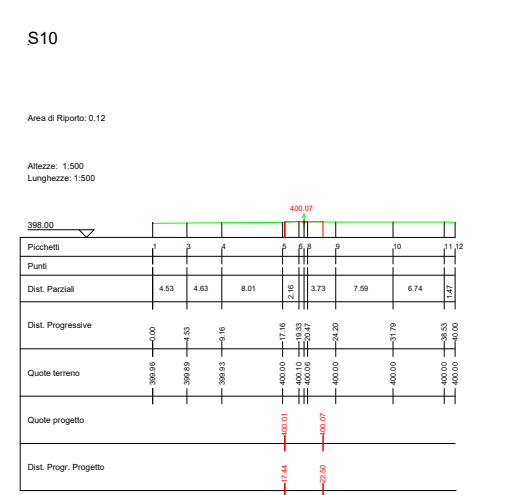 S10
Area di Riporto: 0.12
Altezze: 1:500
Lunghezze: 1:500
400.07
398.00
Picchetti 1 3 4 5 6 8 9 10 11 12
Punti
Dist. Parziali 4.53 4.63 8.01 2.16 3.73 7.59 6.74 1.47
Dist. Progressive 0.00 4.53 9.16 17.16 19.33 20.47 24.20 31.79 38.53 40.00
Quote terreno 399.96 399.89 399.93 400.00 400.10 400.06 400.00 400.00 400.00 400.00
Quote progetto 400.01 400.07
Dist. Progr. Progetto 17.44 22.50